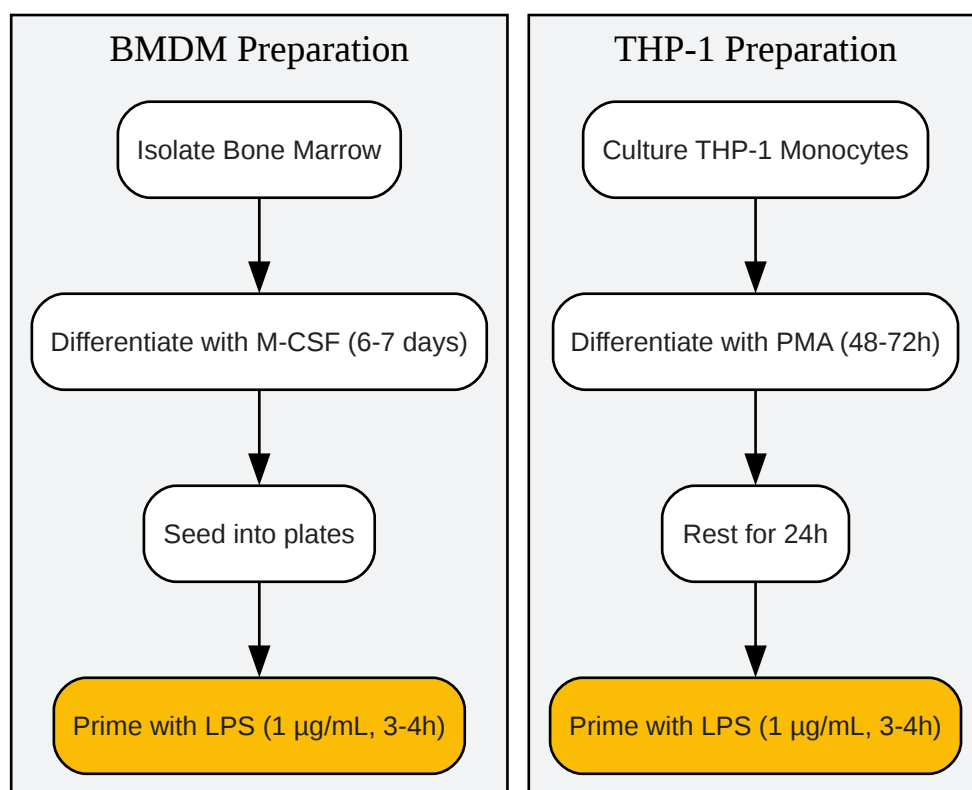 BMDM Preparation
Isolate Bone Marrow
Differentiate with M-CSF (6-7 days)
Seed into plates
Prime with LPS (1 µg/mL, 3-4h)
THP-1 Preparation
Culture THP-1 Monocytes
Differentiate with PMA (48-72h)
Rest for 24h
Prime with LPS (1 µg/mL, 3-4h)